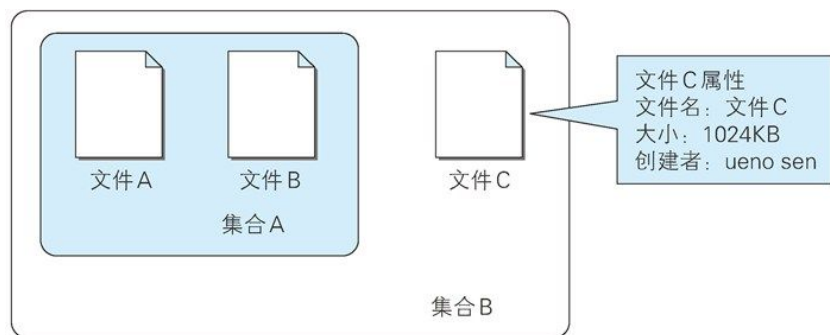 文件A
文件B
文件C
集合A
集合B
文件C属性
文件名：文件C
大小：1024KB
创建者：ueno sen